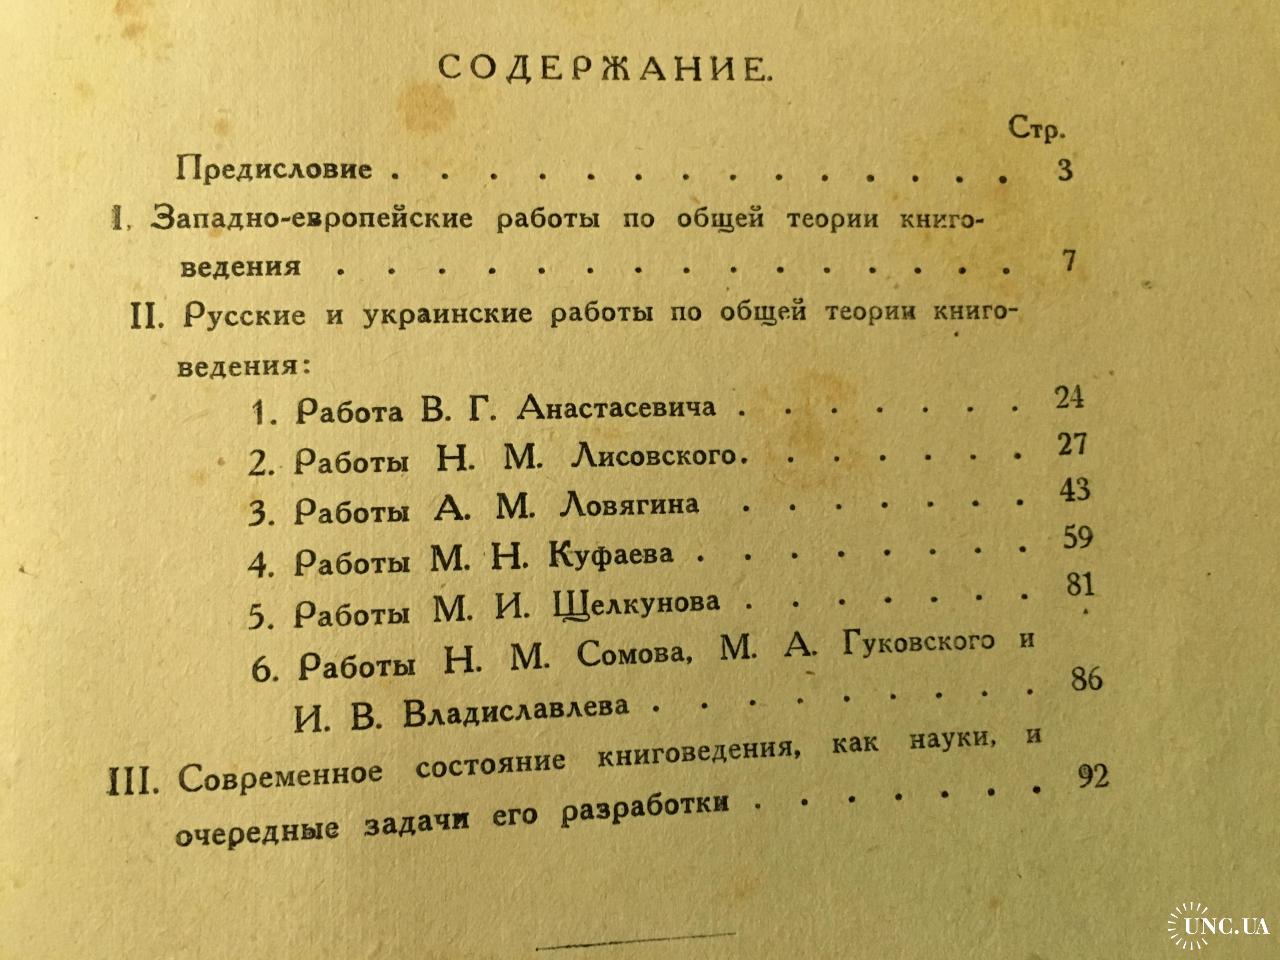 СОДЕРЖАНИЕ.
Стр.
Предисловие . . . . . . . . . . . . . . 3
I. Западно-европейские работы по общей теории книго-
ведения . . . . . . . . . . . . . . . 7
II. Русские и украинские работы по общей теории книго-
ведения:
1. Работа В. Г. Анастасевича . . . . . . . 24
2. Работы Н. М. Лисовского. . . . . . . 27
3. Работы А. М. Ловягина . . . . . . . 43
4. Работы М. Н. Куфаева . . . . . . . . 59
5. Работы М. И. Щелкунова . . . . . . . 81
6. Работы Н. М. Сомова, М. А. Гуковского и
И. В. Владиславлева . . . . . . . . . 86
III. Современное состояние книговедения, как науки, и
очередные задачи его разработки . . . . . . . 92
UNC.UA